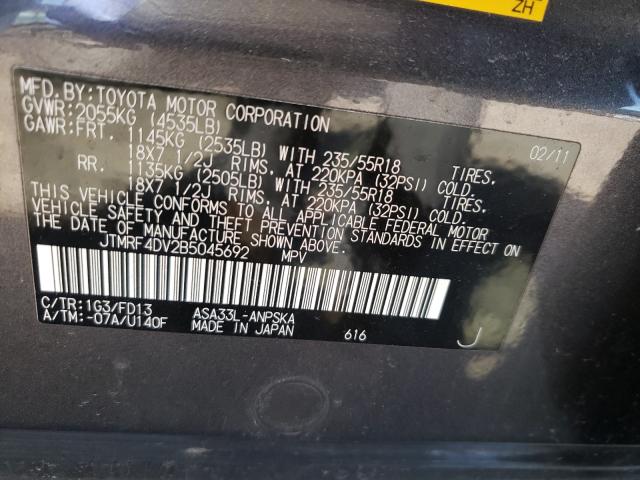 ZH
MFD.BY:TOYOTA MOTOR CORPORATION 02/11
GVWR:2055KG (4535LB)
GAWR:FRT. 1145KG (2535LB) WITH 235/55R18 TIRES,
18X7 1/2J RIMS, AT 220KPA (32PSI) COLD.
RR. 1135KG (2505LB) WITH 235/55R18 TIRES,
18X7 1/2J RIMS, AT 220KPA (32PSI) COLD.
THIS VEHICLE CONFORMS TO ALL APPLICABLE FEDERAL MOTOR
VEHICLE SAFETY AND THEFT PREVENTION STANDARDS IN EFFECT ON
THE DATE OF MANUFACTURE SHOWN ABOVE.
JTMRF4DV2B5045692 MPV
C/TR:1G3/FD13 ASA33L-ANPSKA
A/TM:-07A/U140F MADE IN JAPAN 616 J